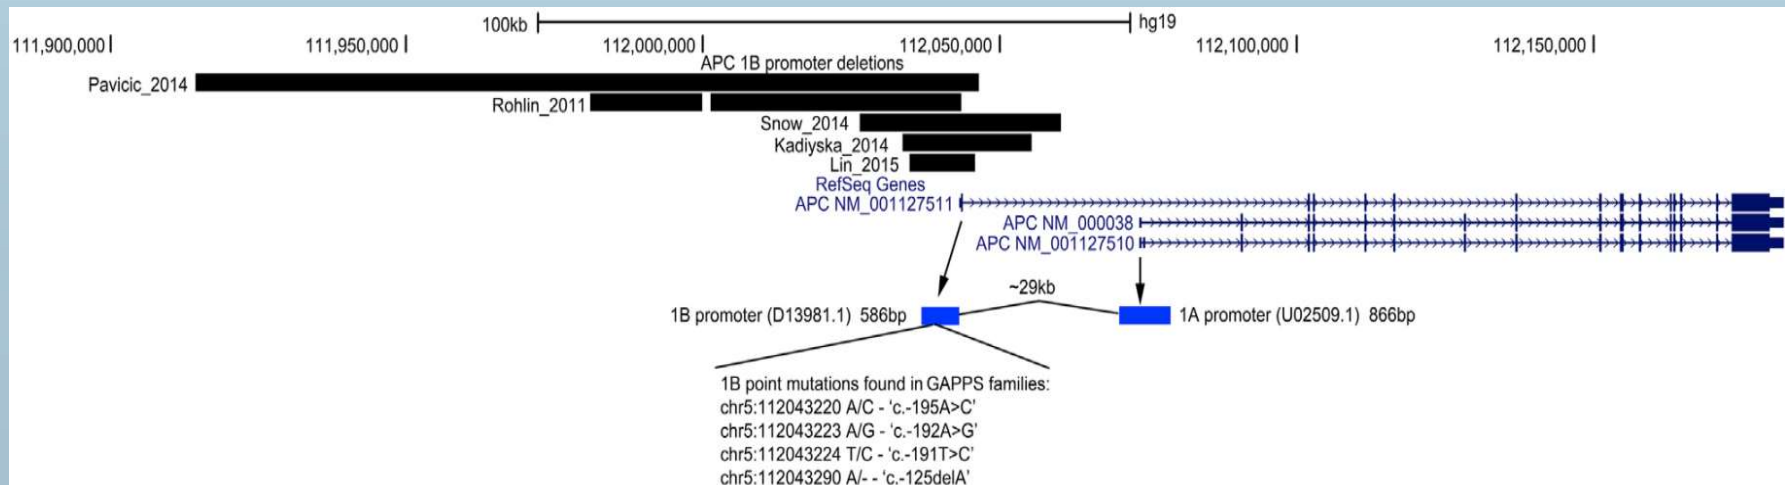 100kb hg19
111,900,000 111,950,000 112,000,000 112,050,000 112,100,000 112,150,000
APC 1B promoter deletions
Pavicic_2014
Rohlin_2011
Snow_2014
Kadiyska_2014
Lin_2015
RefSeq Genes
APC NM_001127511
APC NM_000038
APC NM_001127510
~29kb
1B promoter (D13981.1) 586bp 1A promoter (U02509.1) 866bp
1B point mutations found in GAPPS families:
chr5:112043220 A/C - ‘c.-195A>C’
chr5:112043223 A/G - ‘c.-192A>G’
chr5:112043224 T/C - ‘c.-191T>C’
chr5:112043290 A/- - ‘c.-125delA’